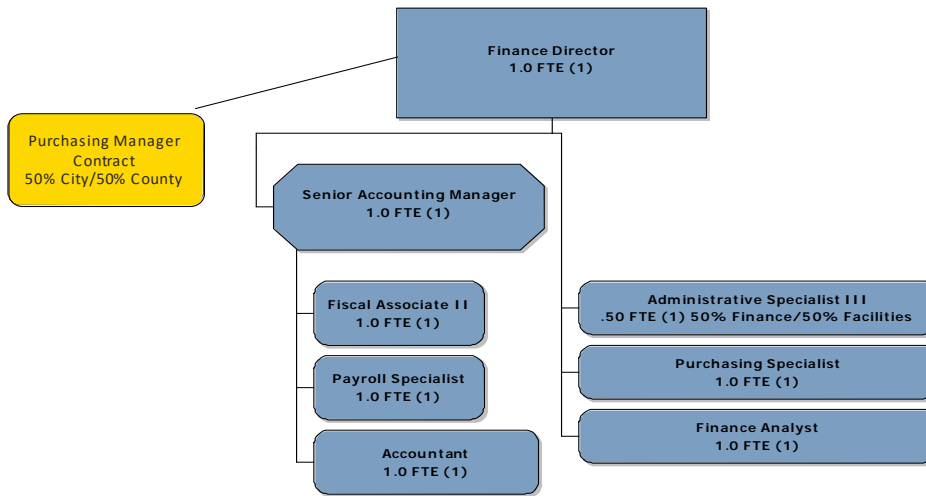 Finance Director
1.0 FTE (1)
Purchasing Manager
Contract
50% City/50% County
Senior Accounting Manager
1.0 FTE (1)
Fiscal Associate II
1.0 FTE (1)
Payroll Specialist
1.0 FTE (1)
Accountant
1.0 FTE (1)
Administrative Specialist III
.50 FTE (1) 50% Finance/50% Facilities
Purchasing Specialist
1.0 FTE (1)
Finance Analyst
1.0 FTE (1)